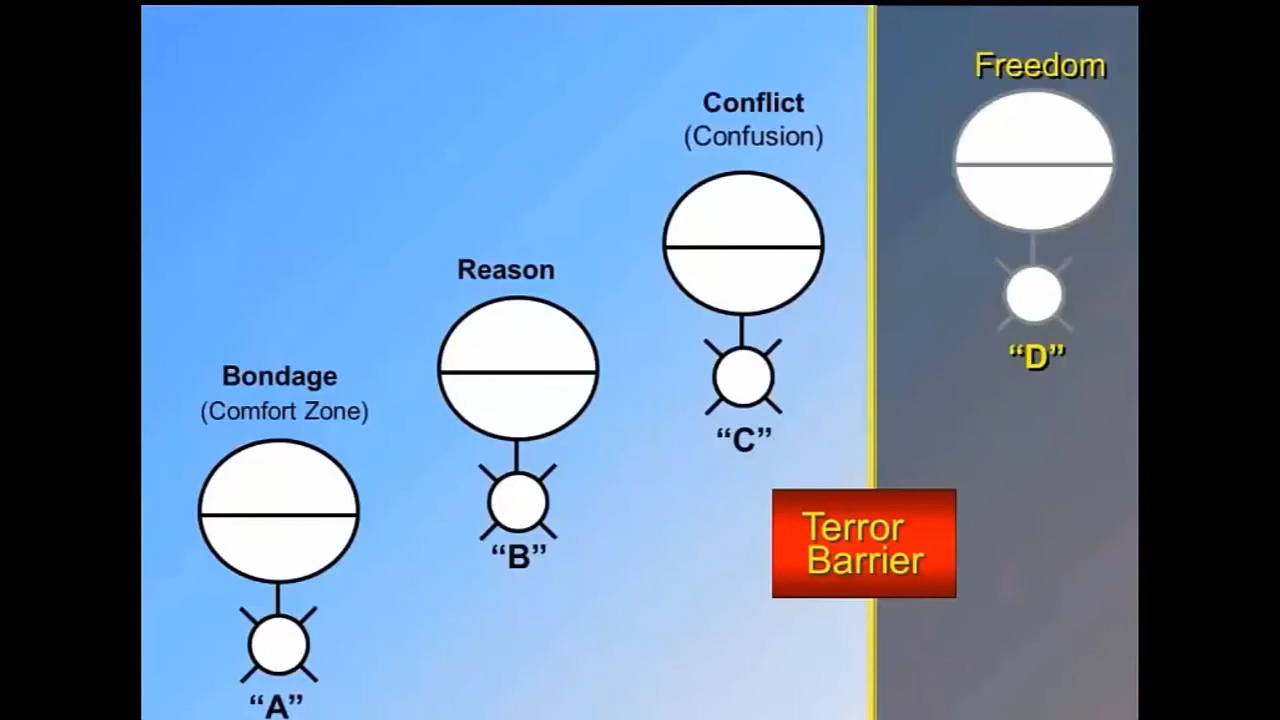 Bondage
(Comfort Zone)
“A”
Reason
“B”
Conflict
(Confusion)
“C”
Terror
Barrier
Freedom
“D”